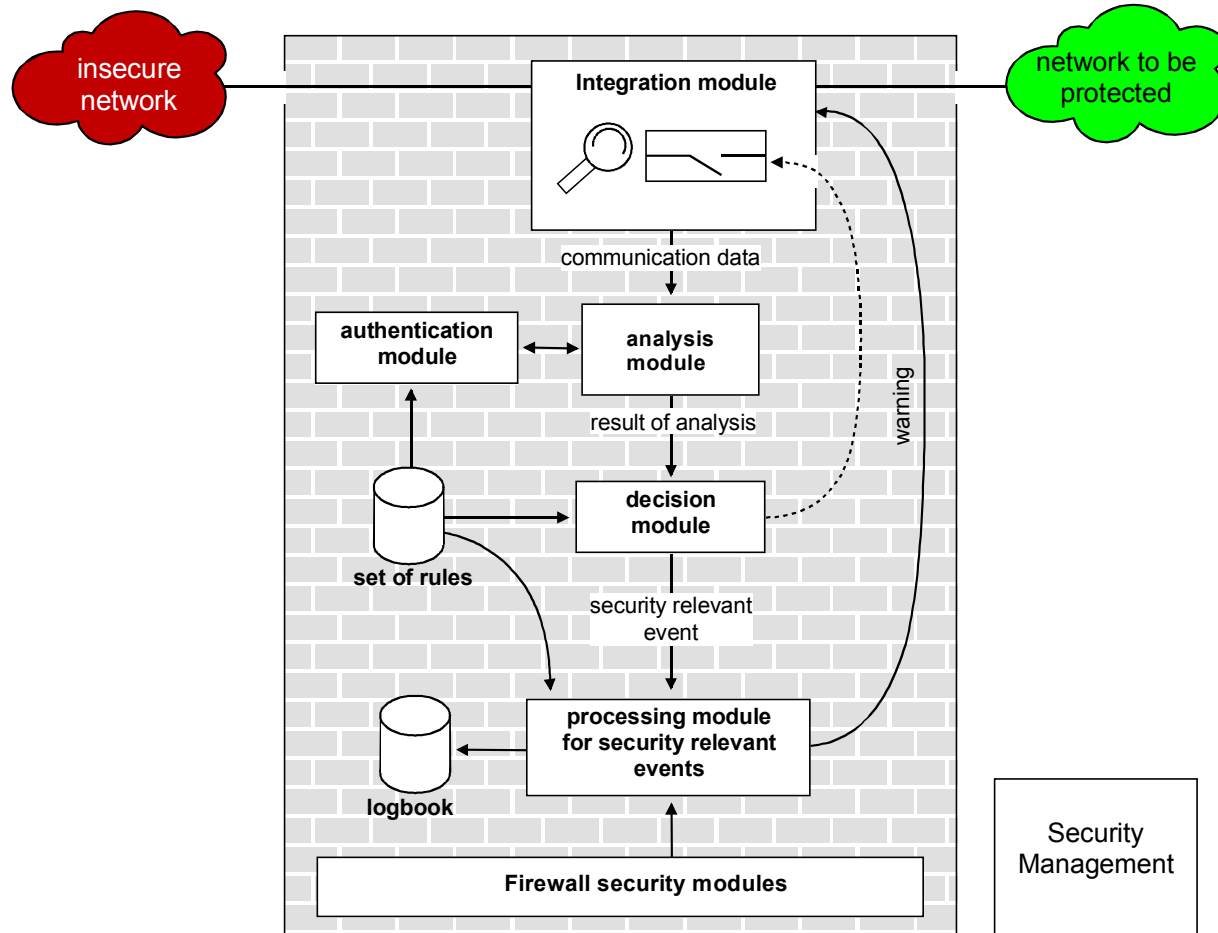 insecure
network
network to be
protected
Integration module
communication data
authentication
module
analysis
module
warning
result of analysis
decision
module
set of rules
security relevant
event
processing module
for security relevant
events
logbook
Security
Management
Firewall security modules